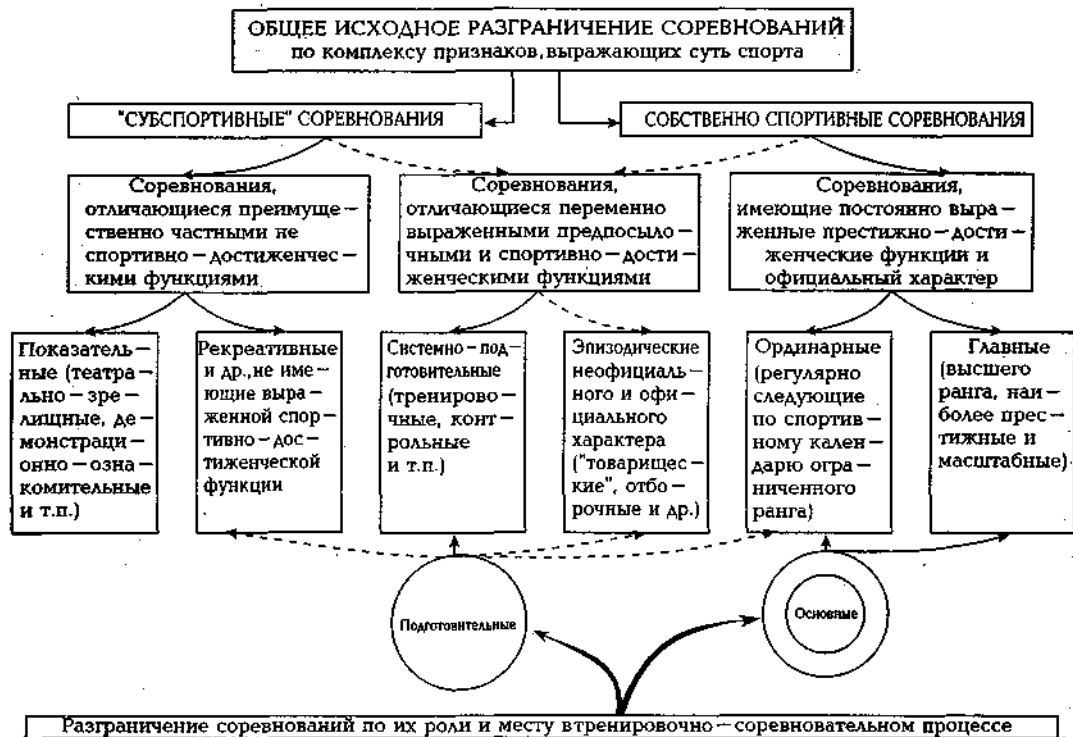 ОБЩЕЕ ИСХОДНОЕ РАЗГРАНИЧЕНИЕ СОРЕВНОВАНИЙ
по комплексу признаков, выражающих суть спорта
"СУБСПОРТИВНЫЕ" СОРЕВНОВАНИЯ
СОБСТВЕННО СПОРТИВНЫЕ СОРЕВНОВАНИЯ
Соревнования,
отличающиеся преимуще–
ственно частными не
спортивно–достиженчес–
кими функциями
Соревнования,
отличающиеся переменно
выраженными предпосыло–
чными и спортивно–дости–
женческими функциями
Соревнования,
имеющие постоянно выра–
женные престижно–дости–
женческие функции и
официальный характер
Показатель–
ные (театра–
льно–зре–
лищные, де–
монстраци–
онно–озна–
комительные
и т.п.)
Рекреативные
и др., не име–
ющие выра–
женной спор–
тивно–дос–
тиженческой
функции
Системно–под–
готовительные
(тренирово–
чные, конт–
рольные
и т.п.)
Эпизодические
неофициаль–
ного и офи–
циального
характера
("товарищес–
кие", отбо–
рочные и др.)
Ординарные
(регулярно
следующие
по спортив–
ному кален–
дарю огра–
ниченного
ранга)
Главные
(высшего
ранга, наи–
более прес–
тижные и
масштабные)
Подготовительные
Основные
Разграничение соревнований по их роли и месту втренировочно–соревновательном процессе